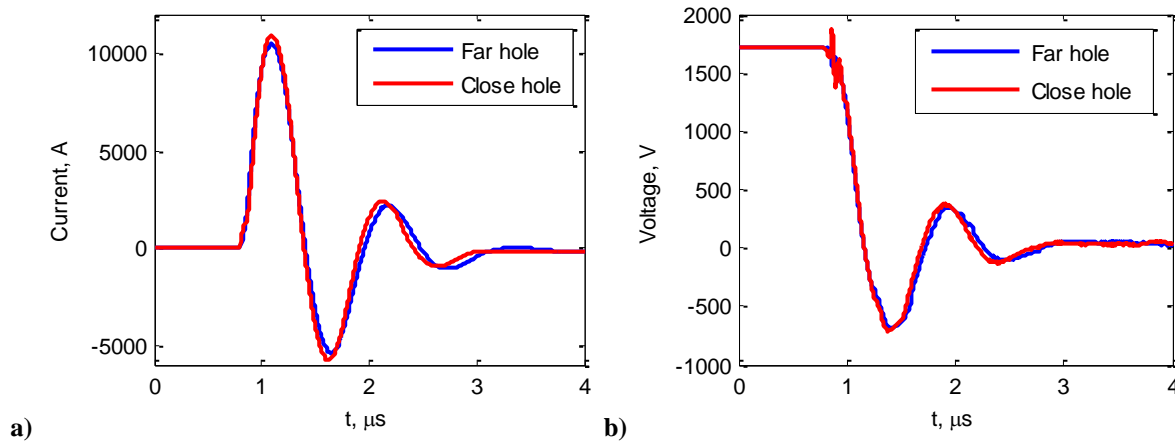 Current, A
10000
5000
0
-5000
0
1
2
3
4
t, μs
Far hole
Close hole
a)
Voltage, V
2000
1500
1000
500
0
-500
-1000
0
1
2
3
4
t, μs
Far hole
Close hole
b)